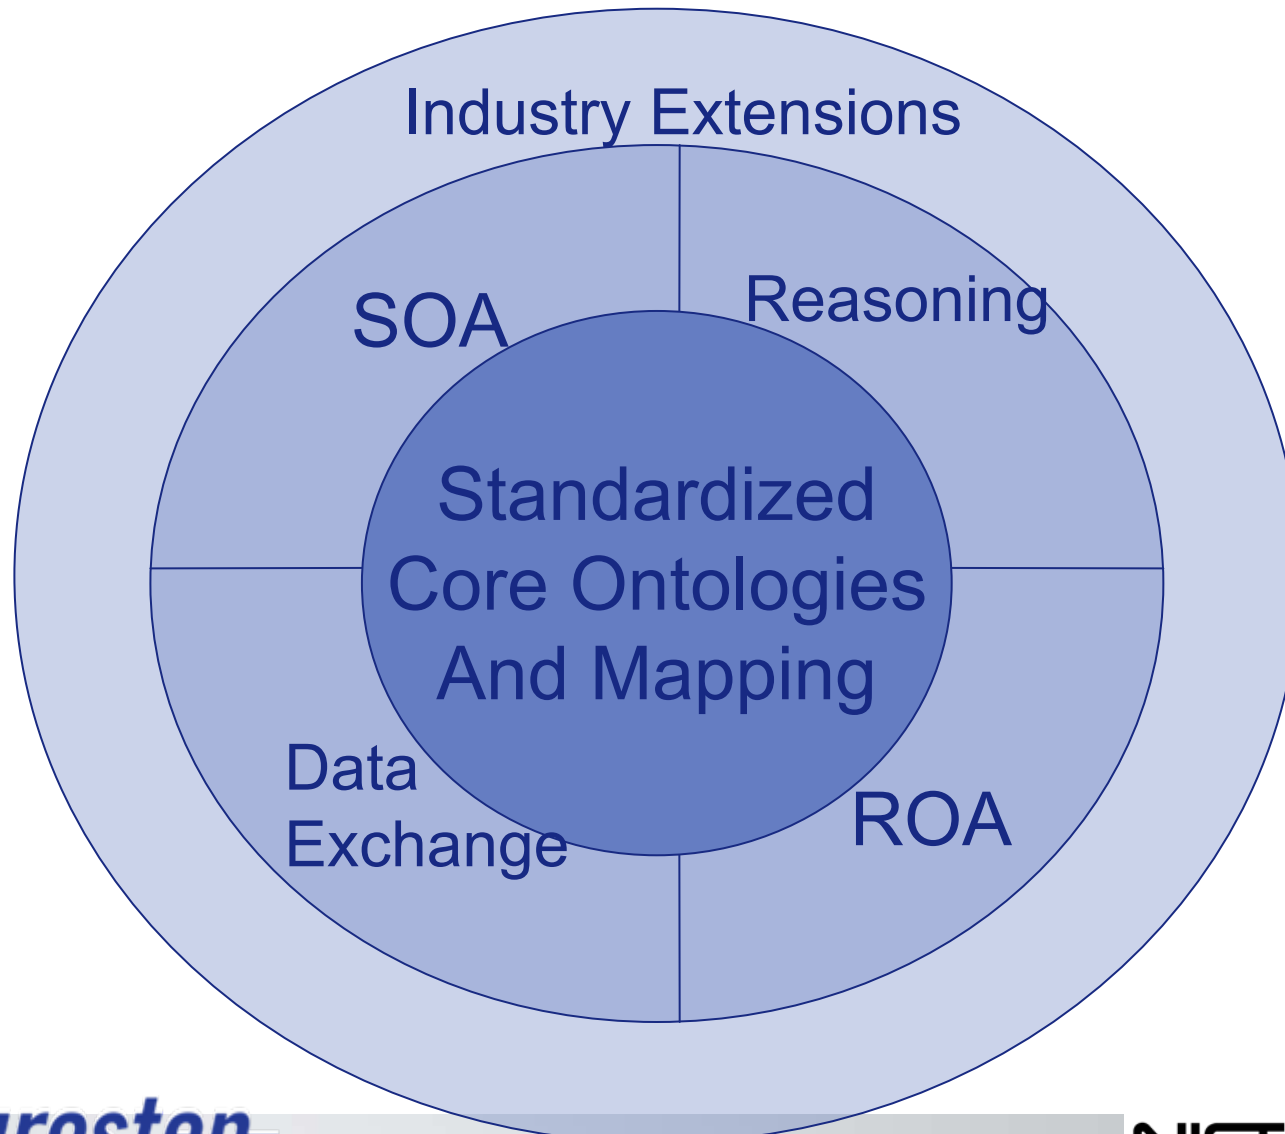 Industry Extensions
SOA
Reasoning
Standardized
Core Ontologies
And Mapping
Data
Exchange
ROA